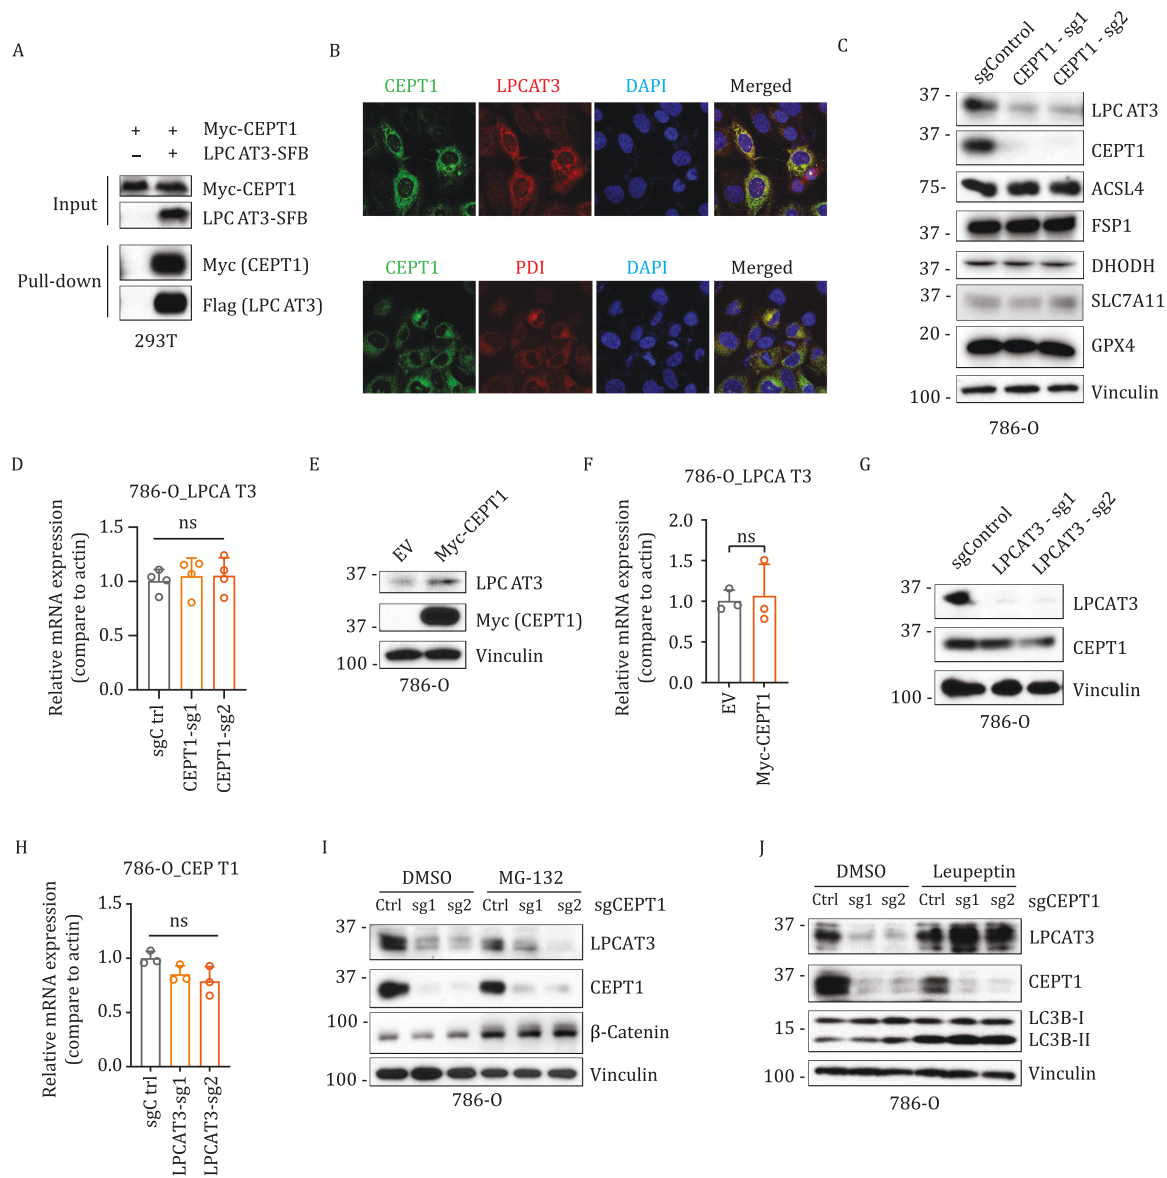 A
+ + Myc-CEPT1
– + LPC AT3-SFB
Input
Myc-CEPT1
LPC AT3-SFB
Pull-down
Myc (CEPT1)
Flag (LPC AT3)
293T
B
CEPT1 LPCAT3 DAPI Merged
CEPT1 PDI DAPI Merged
C
sgControl CEPT1 - sg1 CEPT1 - sg2
37 - LPC AT3
37 - CEPT1
75- ACSL4
37 - FSP1
37 - DHODH
37 - SLC7A11
20 - GPX4
100 - Vinculin
786-O
D
786-O_LPCA T3
Relative mRNA expression
(compare to actin)
1.5
1.0
0.5
0.0
ns
sgC trl
CEPT1-sg1
CEPT1-sg2
E
EV Myc-CEPT1
37 - LPC AT3
37 - Myc (CEPT1)
100 - Vinculin
786-O
F
786-O_LPCA T3
Relative mRNA expression
(compare to actin)
2.0
1.5
1.0
1.5
0.0
ns
EV
Myc-CEPT1
G
sgControl LPCAT3 - sg1 LPCAT3 - sg2
37 - LPCAT3
37 - CEPT1
100 - Vinculin
786-O
H
786-O_CEP T1
Relative mRNA expression
(compare to actin)
1.5
1.0
0.5
0.0
ns
sgC trl
LPCAT3-sg1
LPCAT3-sg2
I
DMSO MG-132
Ctrl sg1 sg2 Ctrl sg1 sg2 sgCEPT1
37 - LPCAT3
37 - CEPT1
100 - β-Catenin
100 - Vinculin
786-O
J
DMSO Leupeptin
Ctrl sg1 sg2 Ctrl sg1 sg2 sgCEPT1
37 - LPCAT3
37 - CEPT1
LC3B-I
15 - LC3B-II
100 - Vinculin
786-O